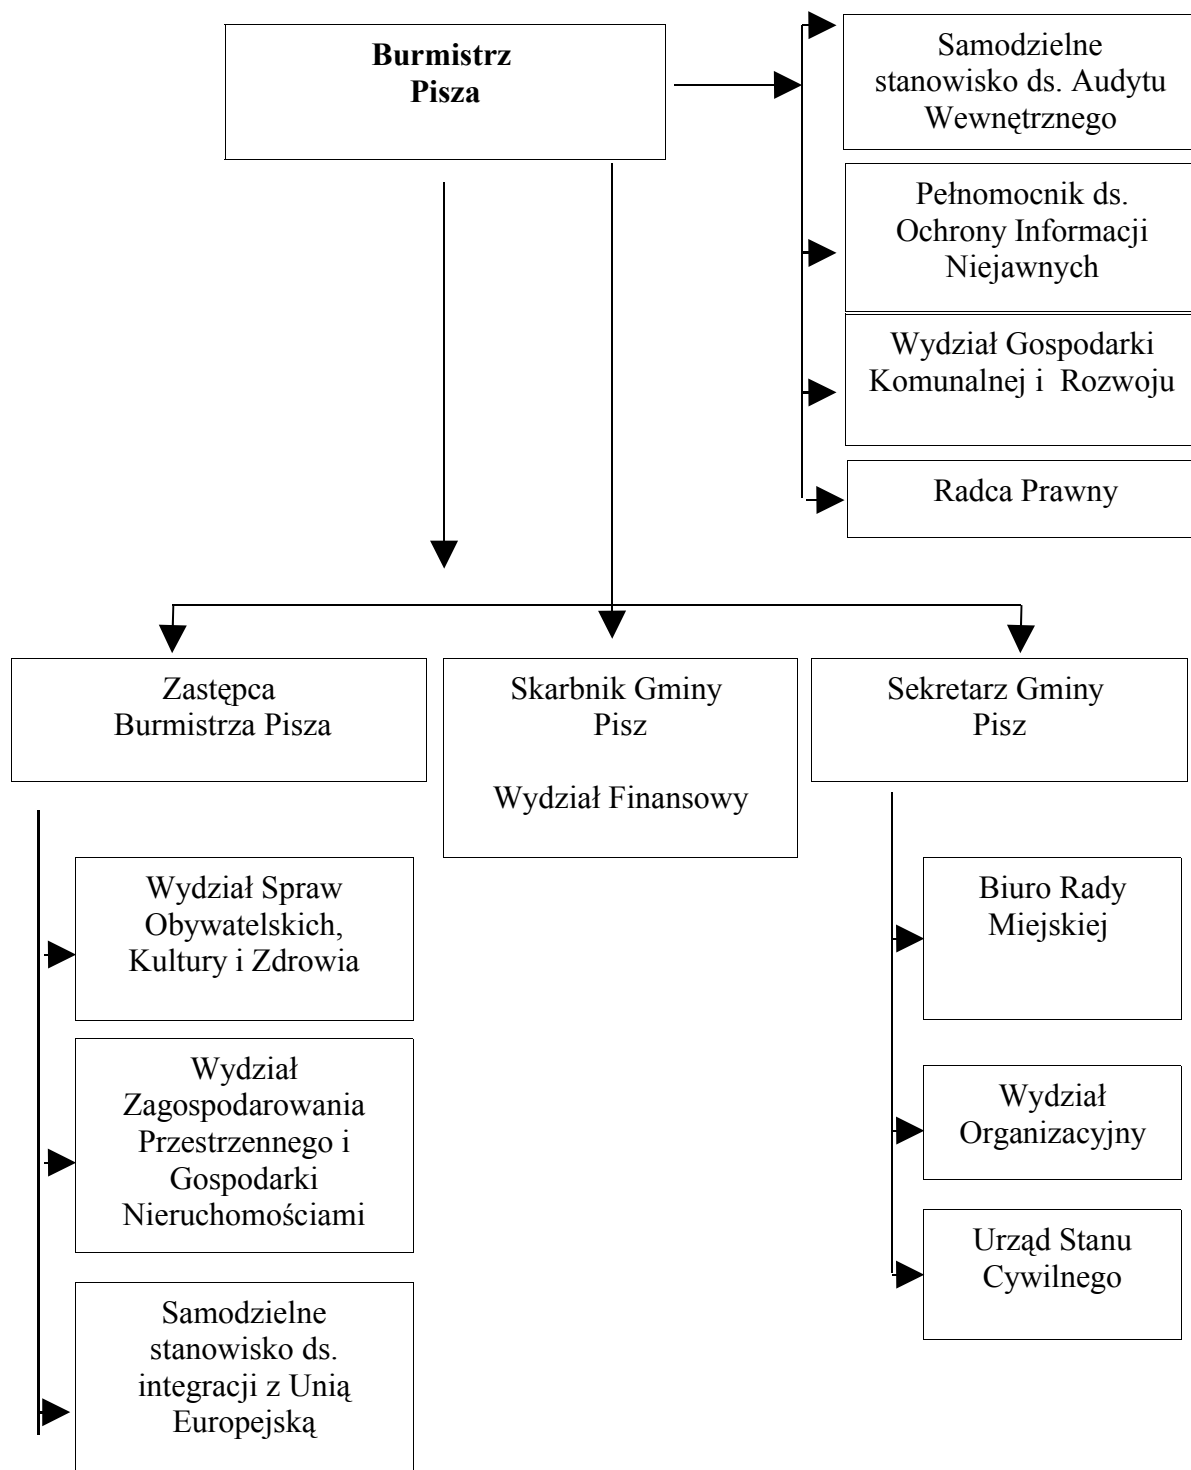 Burmistrz
Pisza
Samodzielne
stanowisko ds. Audytu
Wewnętrznego
Pełnomocnik ds.
Ochrony Informacji
Niejawnych
Wydział Gospodarki
Komunalnej i  Rozwoju
Radca Prawny
Zastępca
Burmistrza Pisza
Skarbnik Gminy
Pisz
Wydział Finansowy
Sekretarz Gminy
Pisz
Wydział Spraw
Obywatelskich,
Kultury i Zdrowia
Wydział
Zagospodarowania
Przestrzennego i
Gospodarki
Nieruchomościami
Samodzielne
stanowisko ds.
integracji z Unią
Europejską
Biuro Rady
Miejskiej
Wydział
Organizacyjny
Urząd Stanu
Cywilnego